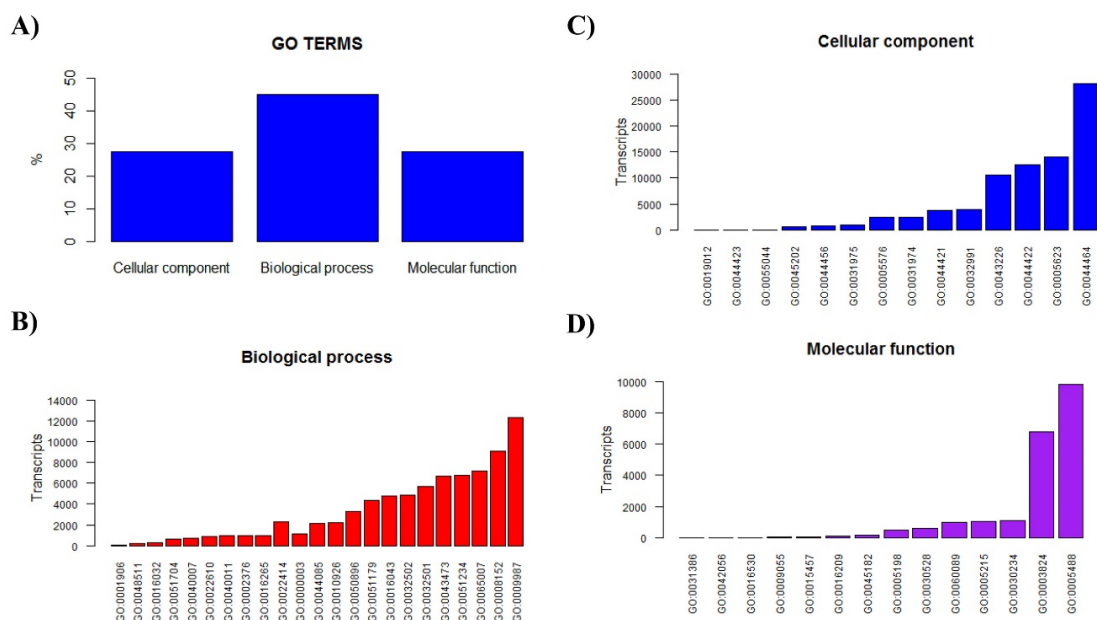 A)
GO TERMS
%
50
40
30
20
10
0
Cellular component
Biological process
Molecular function
B)
Biological process
Transcripts
14000
12000
10000
8000
6000
4000
2000
0
GO:0001906
GO:0048511
GO:0016032
GO:0051704
GO:0040007
GO:0022610
GO:0040011
GO:0002376
GO:0016265
GO:0022414
GO:0000003
GO:0044085
GO:0010926
GO:0050896
GO:0051179
GO:0016043
GO:0032502
GO:0032501
GO:0043473
GO:0051234
GO:0065007
GO:0008152
GO:0009987
C)
Cellular component
Transcripts
30000
25000
20000
15000
10000
5000
0
GO:0019012
GO:0044423
GO:0055044
GO:0045202
GO:0044456
GO:0031975
GO:0005576
GO:0031974
GO:0044421
GO:0032991
GO:0043226
GO:0044422
GO:0005623
GO:0044464
D)
Molecular function
Transcripts
10000
8000
6000
4000
2000
0
GO:0031386
GO:0042056
GO:0016530
GO:0009055
GO:0015457
GO:0016209
GO:0045182
GO:0005198
GO:0030528
GO:0060089
GO:0005215
GO:0030234
GO:0003824
GO:0005488